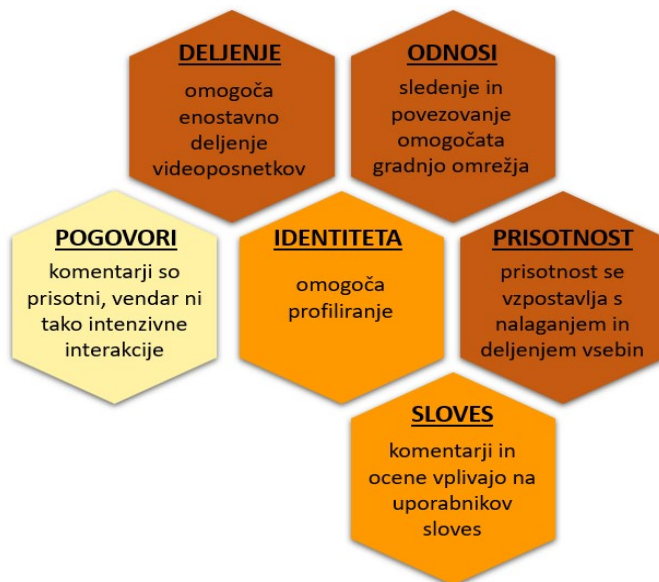 DELJENJE
omogoča
enostavno
deljenje
videoposnetkov
ODNOSI
sledenje in
povezovanje
omogočata
gradnjo omrežja
POGOVORI
komentarji so
prisotni, vendar ni
tako intenzivne
interakcije
IDENTITETA
omogoča
profiliranje
PRISOTNOST
prisotnost se
vzpostavlja s
nalaganjem in
deljenjem vsebin
SLOVES
komentarji in
ocene vplivajo na
uporabnikov
sloves